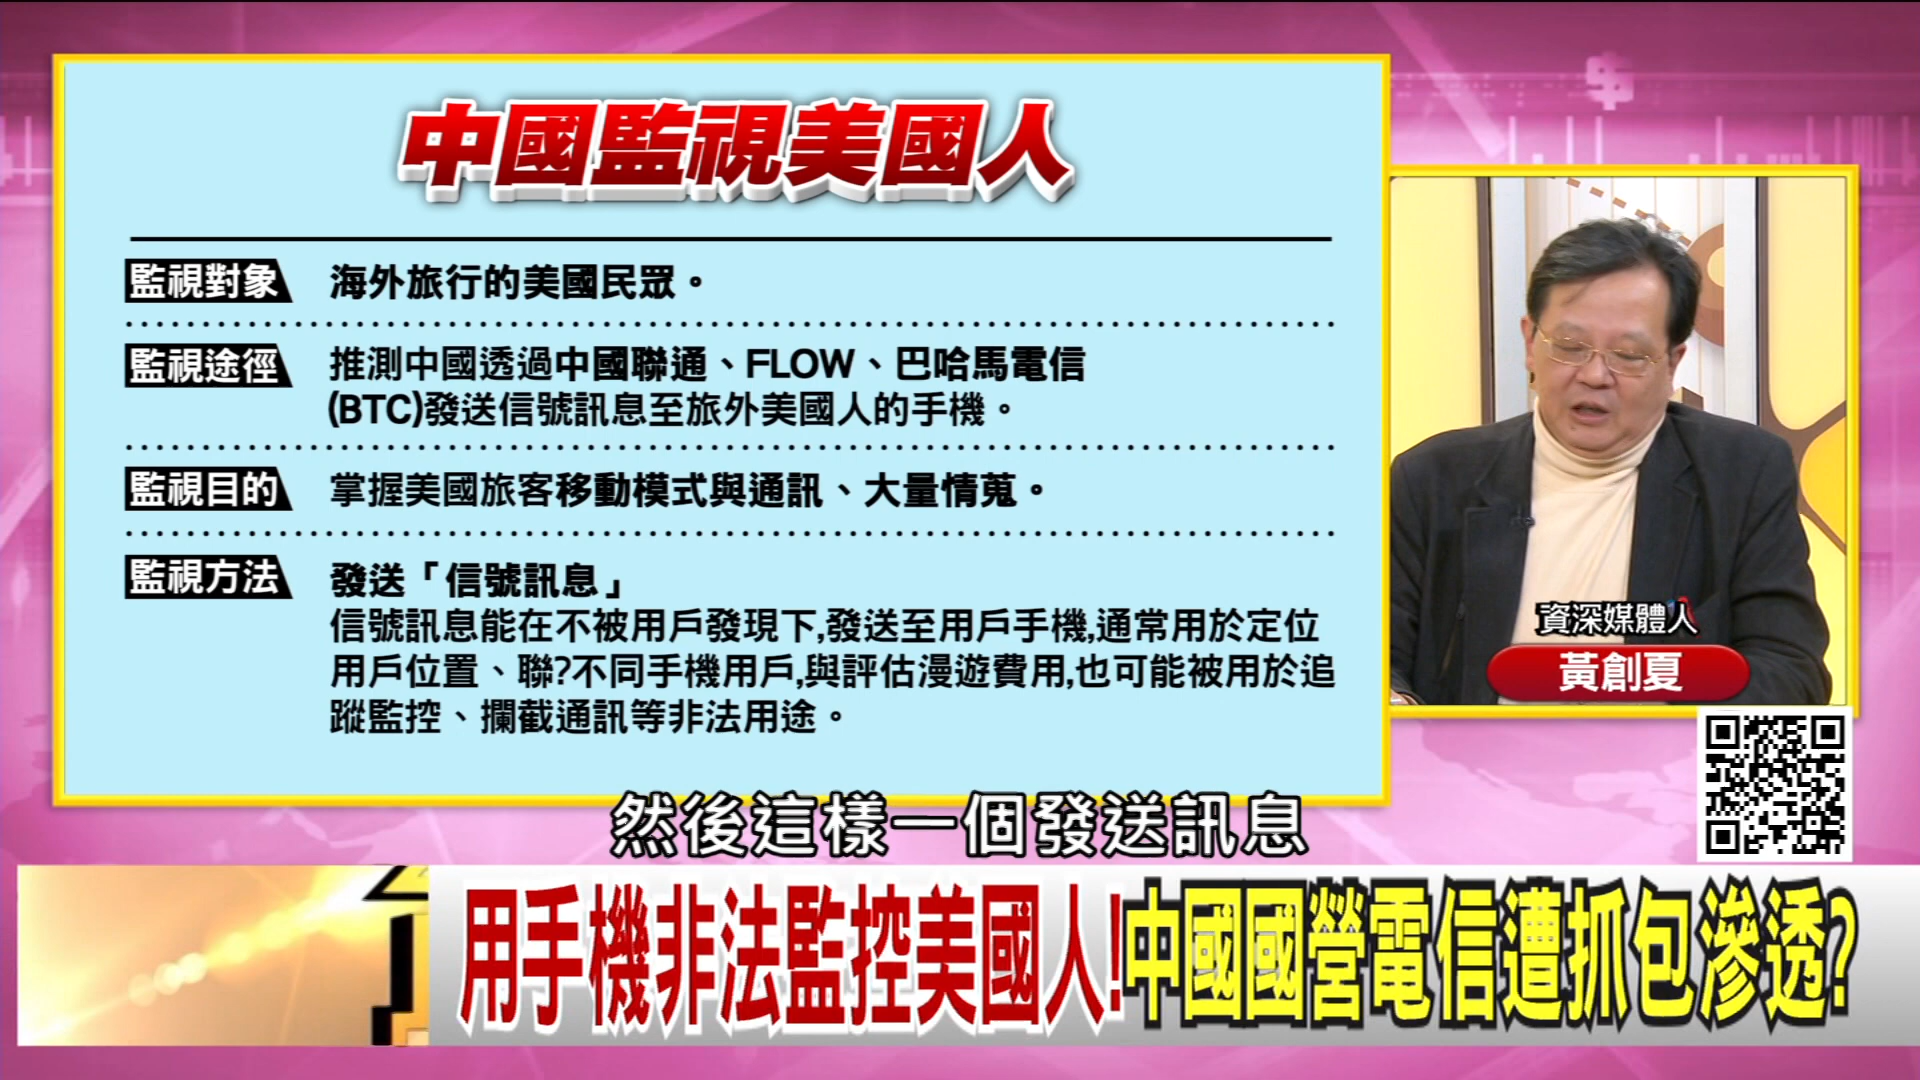 中國監視美國人
監視對象 海外旅行的美國民眾。
監視途徑 推測中國透過中國聯通、FLOW、巴哈馬電信
(BTC)發送信號訊息至旅外美國人的手機。
監視目的 掌握美國旅客移動模式與通訊、大量情蒐。
監視方法 發送「信號訊息」
信號訊息能在不被用戶發現下,發送至用戶手機,通常用於定位
用戶位置、聯?不同手機用戶,與評估漫遊費用,也可能被用於追
蹤監控、攔截通訊等非法用途。
資深媒體人
黃創夏
然後這樣一個發送訊息
用手機非法監控美國人!中國國營電信遭抓包滲透?